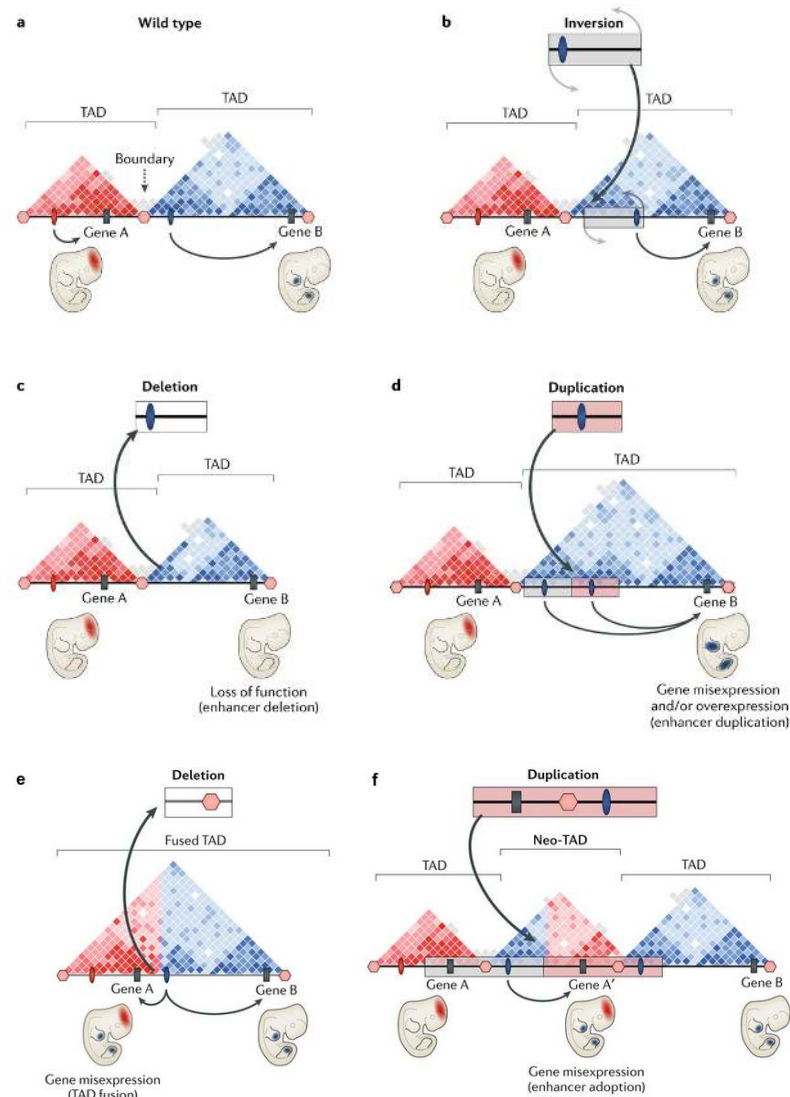 a
Wild type
TAD
TAD
Boundary
Gene A
Gene B
b
Inversion
TAD
TAD
Gene A
Gene B
c
Deletion
TAD
TAD
Gene A
Gene B
Loss of function
(enhancer deletion)
d
Duplication
TAD
TAD
Gene A
Gene B
Gene misexpression
and/or overexpression
(enhancer duplication)
e
Deletion
Fused TAD
Gene A
Gene B
Gene misexpression
(TAD fusion)
f
Duplication
Neo-TAD
TAD
TAD
Gene A
Gene A′
Gene B
Gene misexpression
(enhancer adoption)